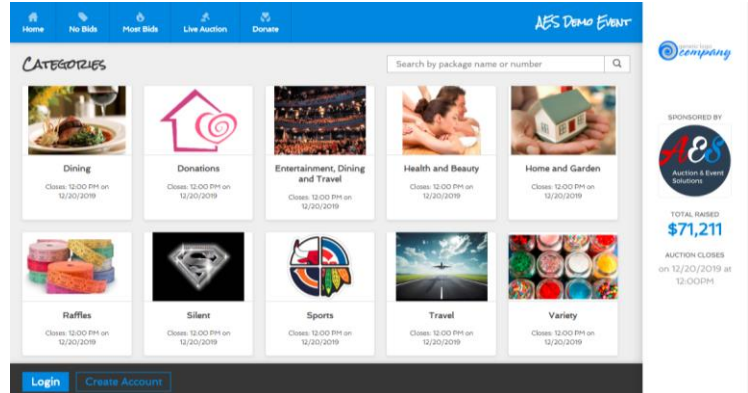 Home No Bids Most Bids Live Auction Donate
AES Demo Event
Categories
Search by package name or number
Dining
Closes: 12:00 PM on
12/20/2019
Donations
Closes: 12:00 PM on
12/20/2019
Entertainment, Dining
and Travel
Closes: 12:00 PM on
12/20/2019
Health and Beauty
Closes: 12:00 PM on
12/20/2019
Home and Garden
Closes: 12:00 PM on
12/20/2019
Raffles
Closes: 12:00 PM on
12/20/2019
Silent
Closes: 12:00 PM on
12/20/2019
Sports
Closes: 12:00 PM on
12/20/2019
Travel
Closes: 12:00 PM on
12/20/2019
Variety
Closes: 12:00 PM on
12/20/2019
Login Create Account
company
SPONSORED BY
AES
Auction & Event
Solutions
TOTAL RAISED
$71,211
AUCTION CLOSES
on 12/20/2019 at
12:00PM